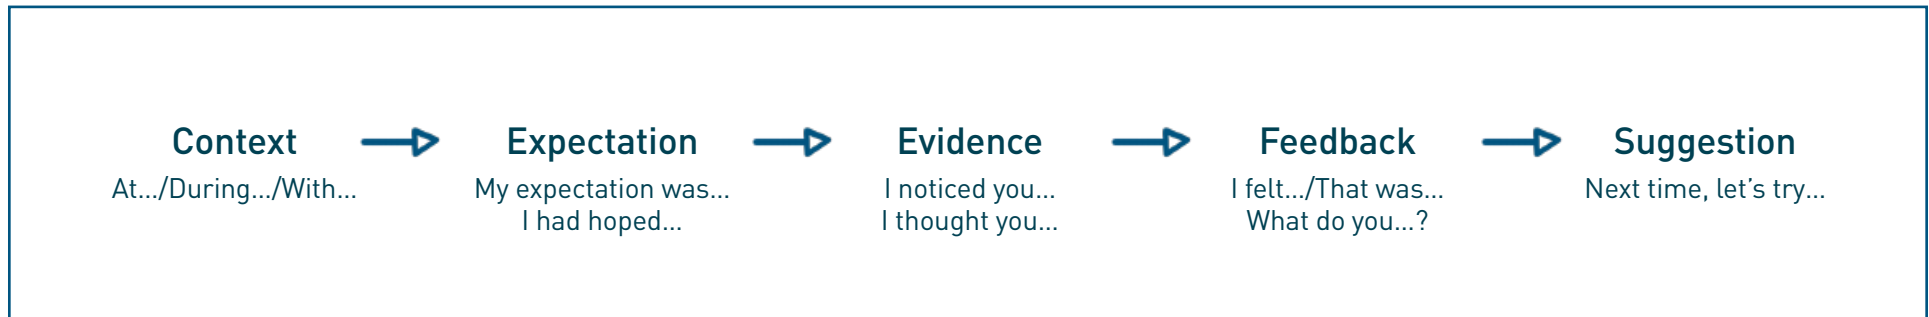 Context
At.../During.../With...
Expectation
My expectation was...
I had hoped...
Evidence
I noticed you...
I thought you...
Feedback
I felt.../That was...
What do you...?
Suggestion
Next time, let’s try...